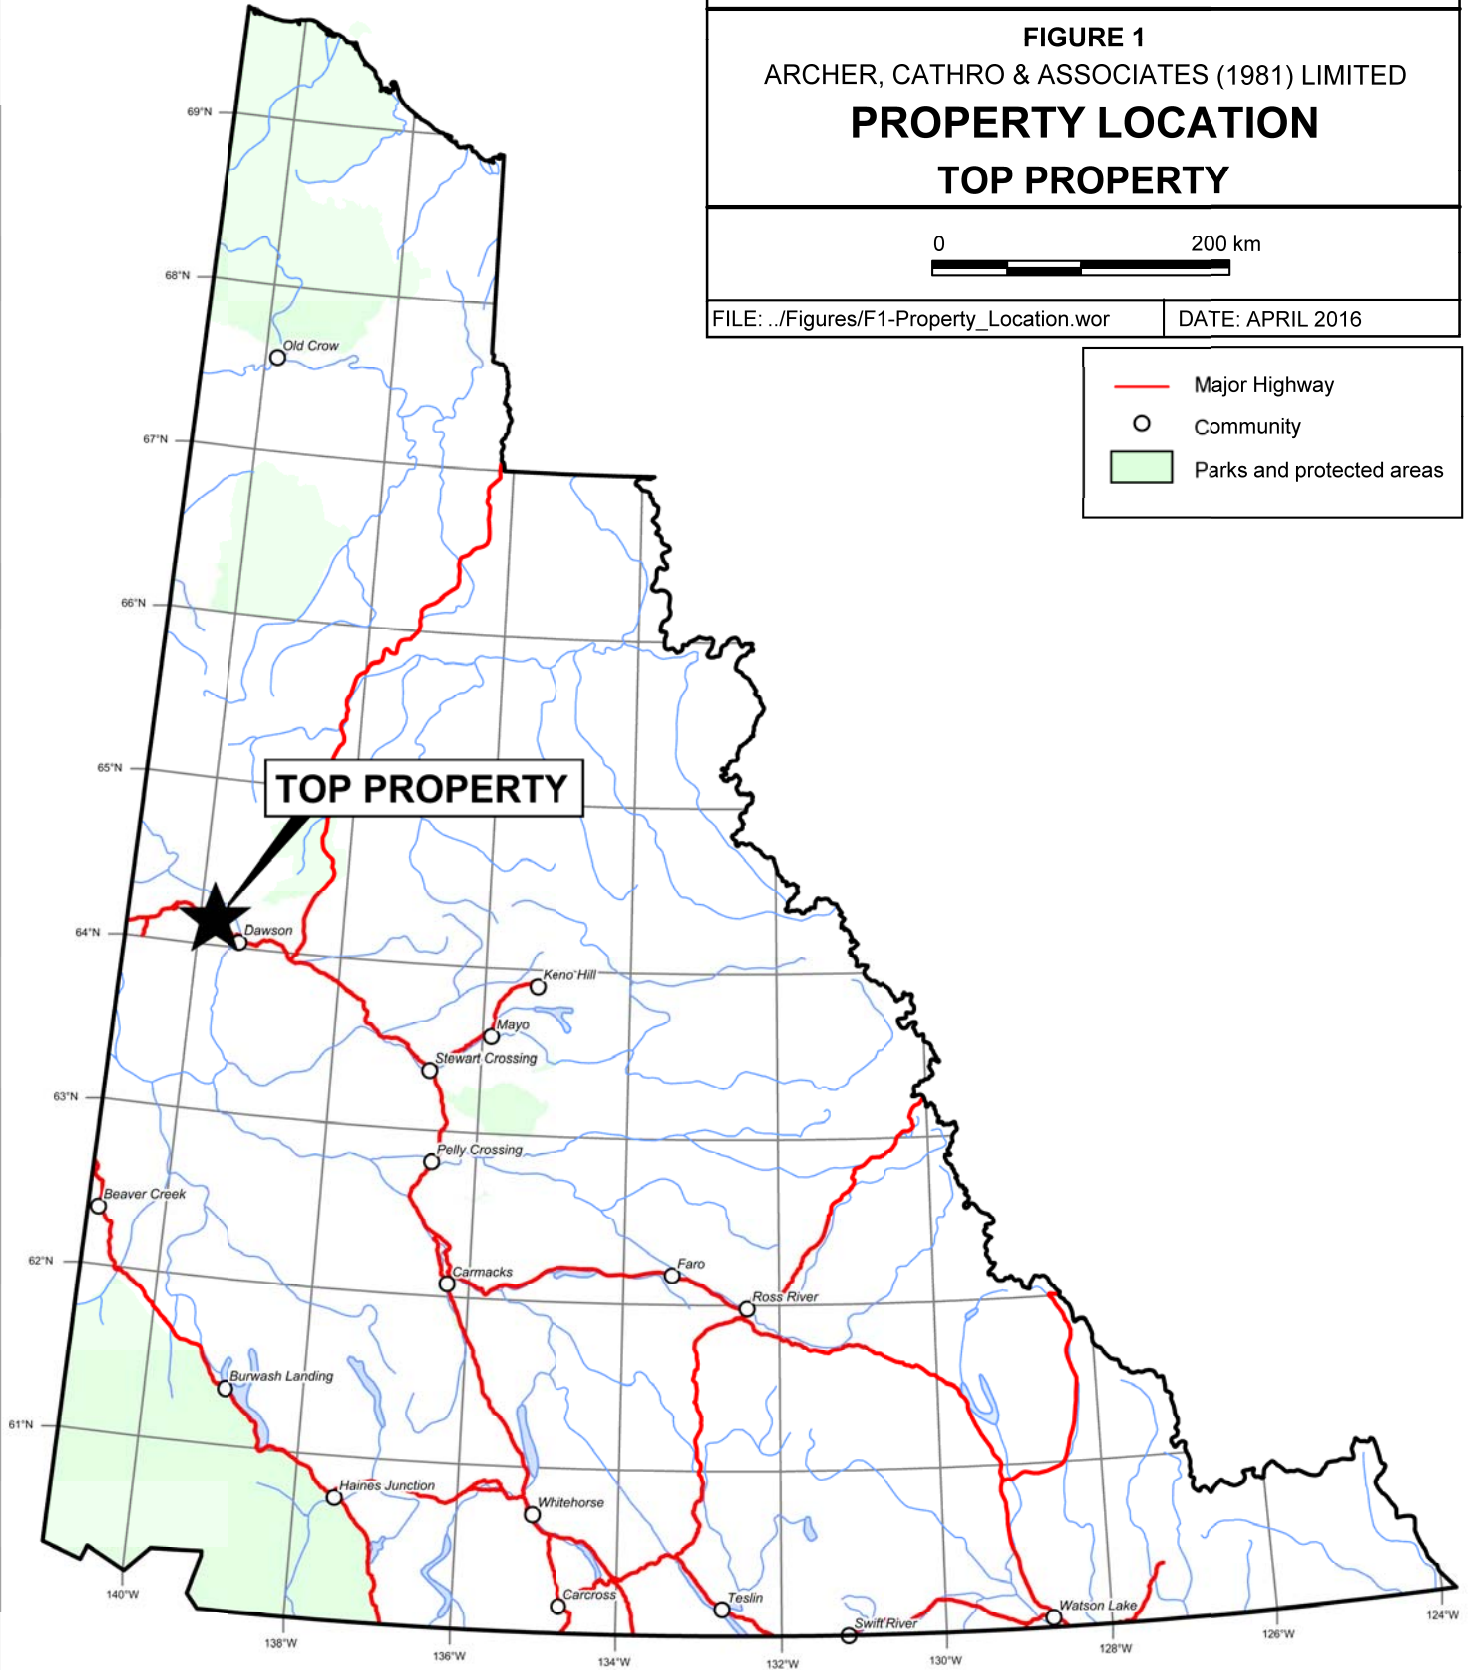 FIGURE 1
ARCHER, CATHRO & ASSOCIATES (1981) LIMITED
PROPERTY LOCATION
TOP PROPERTY
0 200 km
FILE: ../Figures/F1-Property_Location.wor
DATE: APRIL 2016
Major Highway
Community
Parks and protected areas
69°N
68°N
Old Crow
67°N
66°N
65°N
TOP PROPERTY
64°N
Dawson
Keno Hill
Mayo
Stewart Crossing
63°N
Pelly Crossing
Beaver Creek
62°N
Carmacks
Faro
Ross River
Burwash Landing
61°N
Haines Junction
Whitehorse
Carcross
Teslin
Swift River
Watson Lake
140°W
138°W
136°W
134°W
132°W
130°W
128°W
126°W
124°W